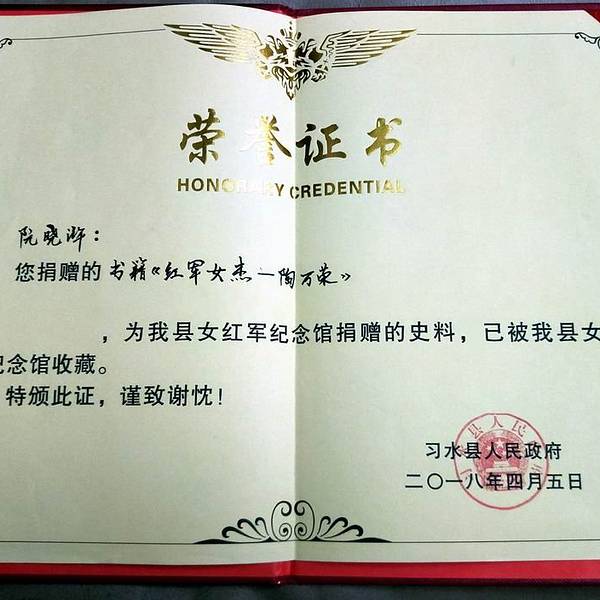 荣誉证书
HONORARY CREDENTIAL
阮晓浒：
您捐赠的书籍《红军女杰—陶万荣》
，为我县女红军纪念馆捐赠的史料，已被我县女
纪念馆收藏。
特颁此证，谨致谢忱！
习水县人民政府
二〇一八年四月五日